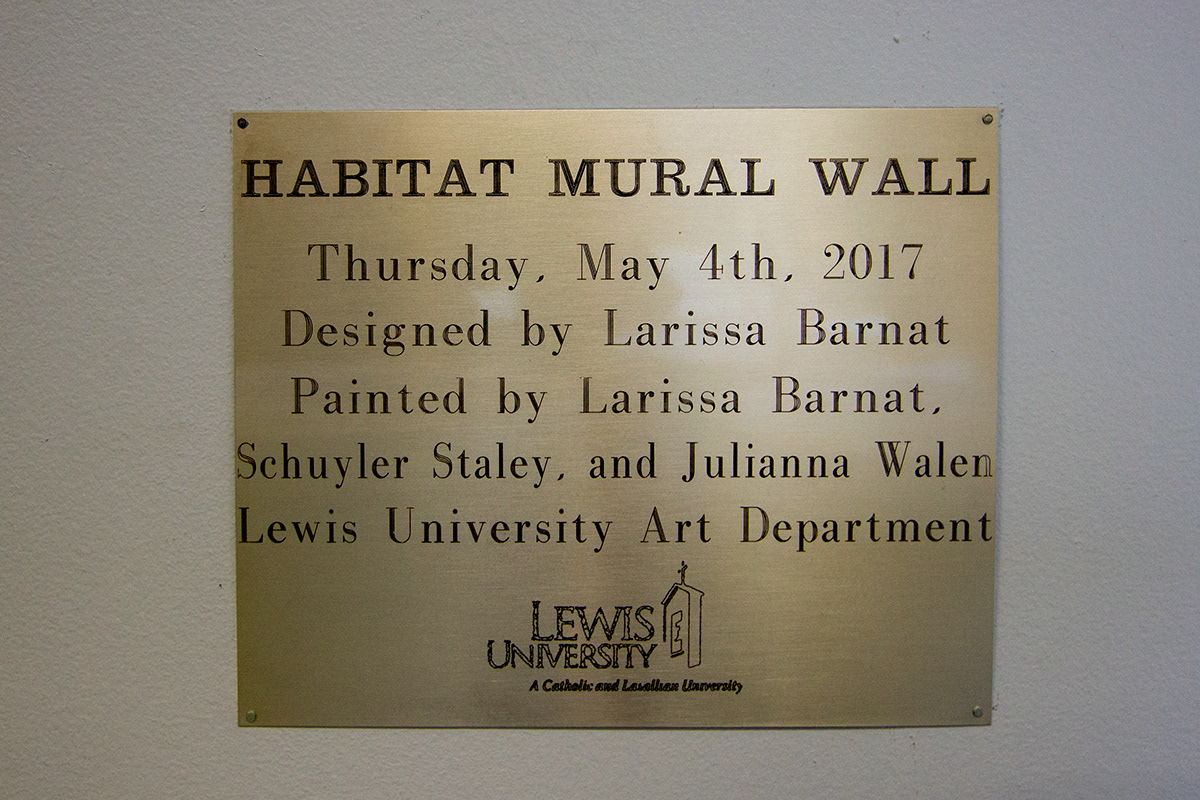 HABITAT MURAL WALL
Thursday, May 4th, 2017
Designed by Larissa Barnat
Painted by Larissa Barnat,
Schuyler Staley, and Julianna Walen
Lewis University Art Department
LEWIS
UNIVERSITY
A Catholic and Lasallian University